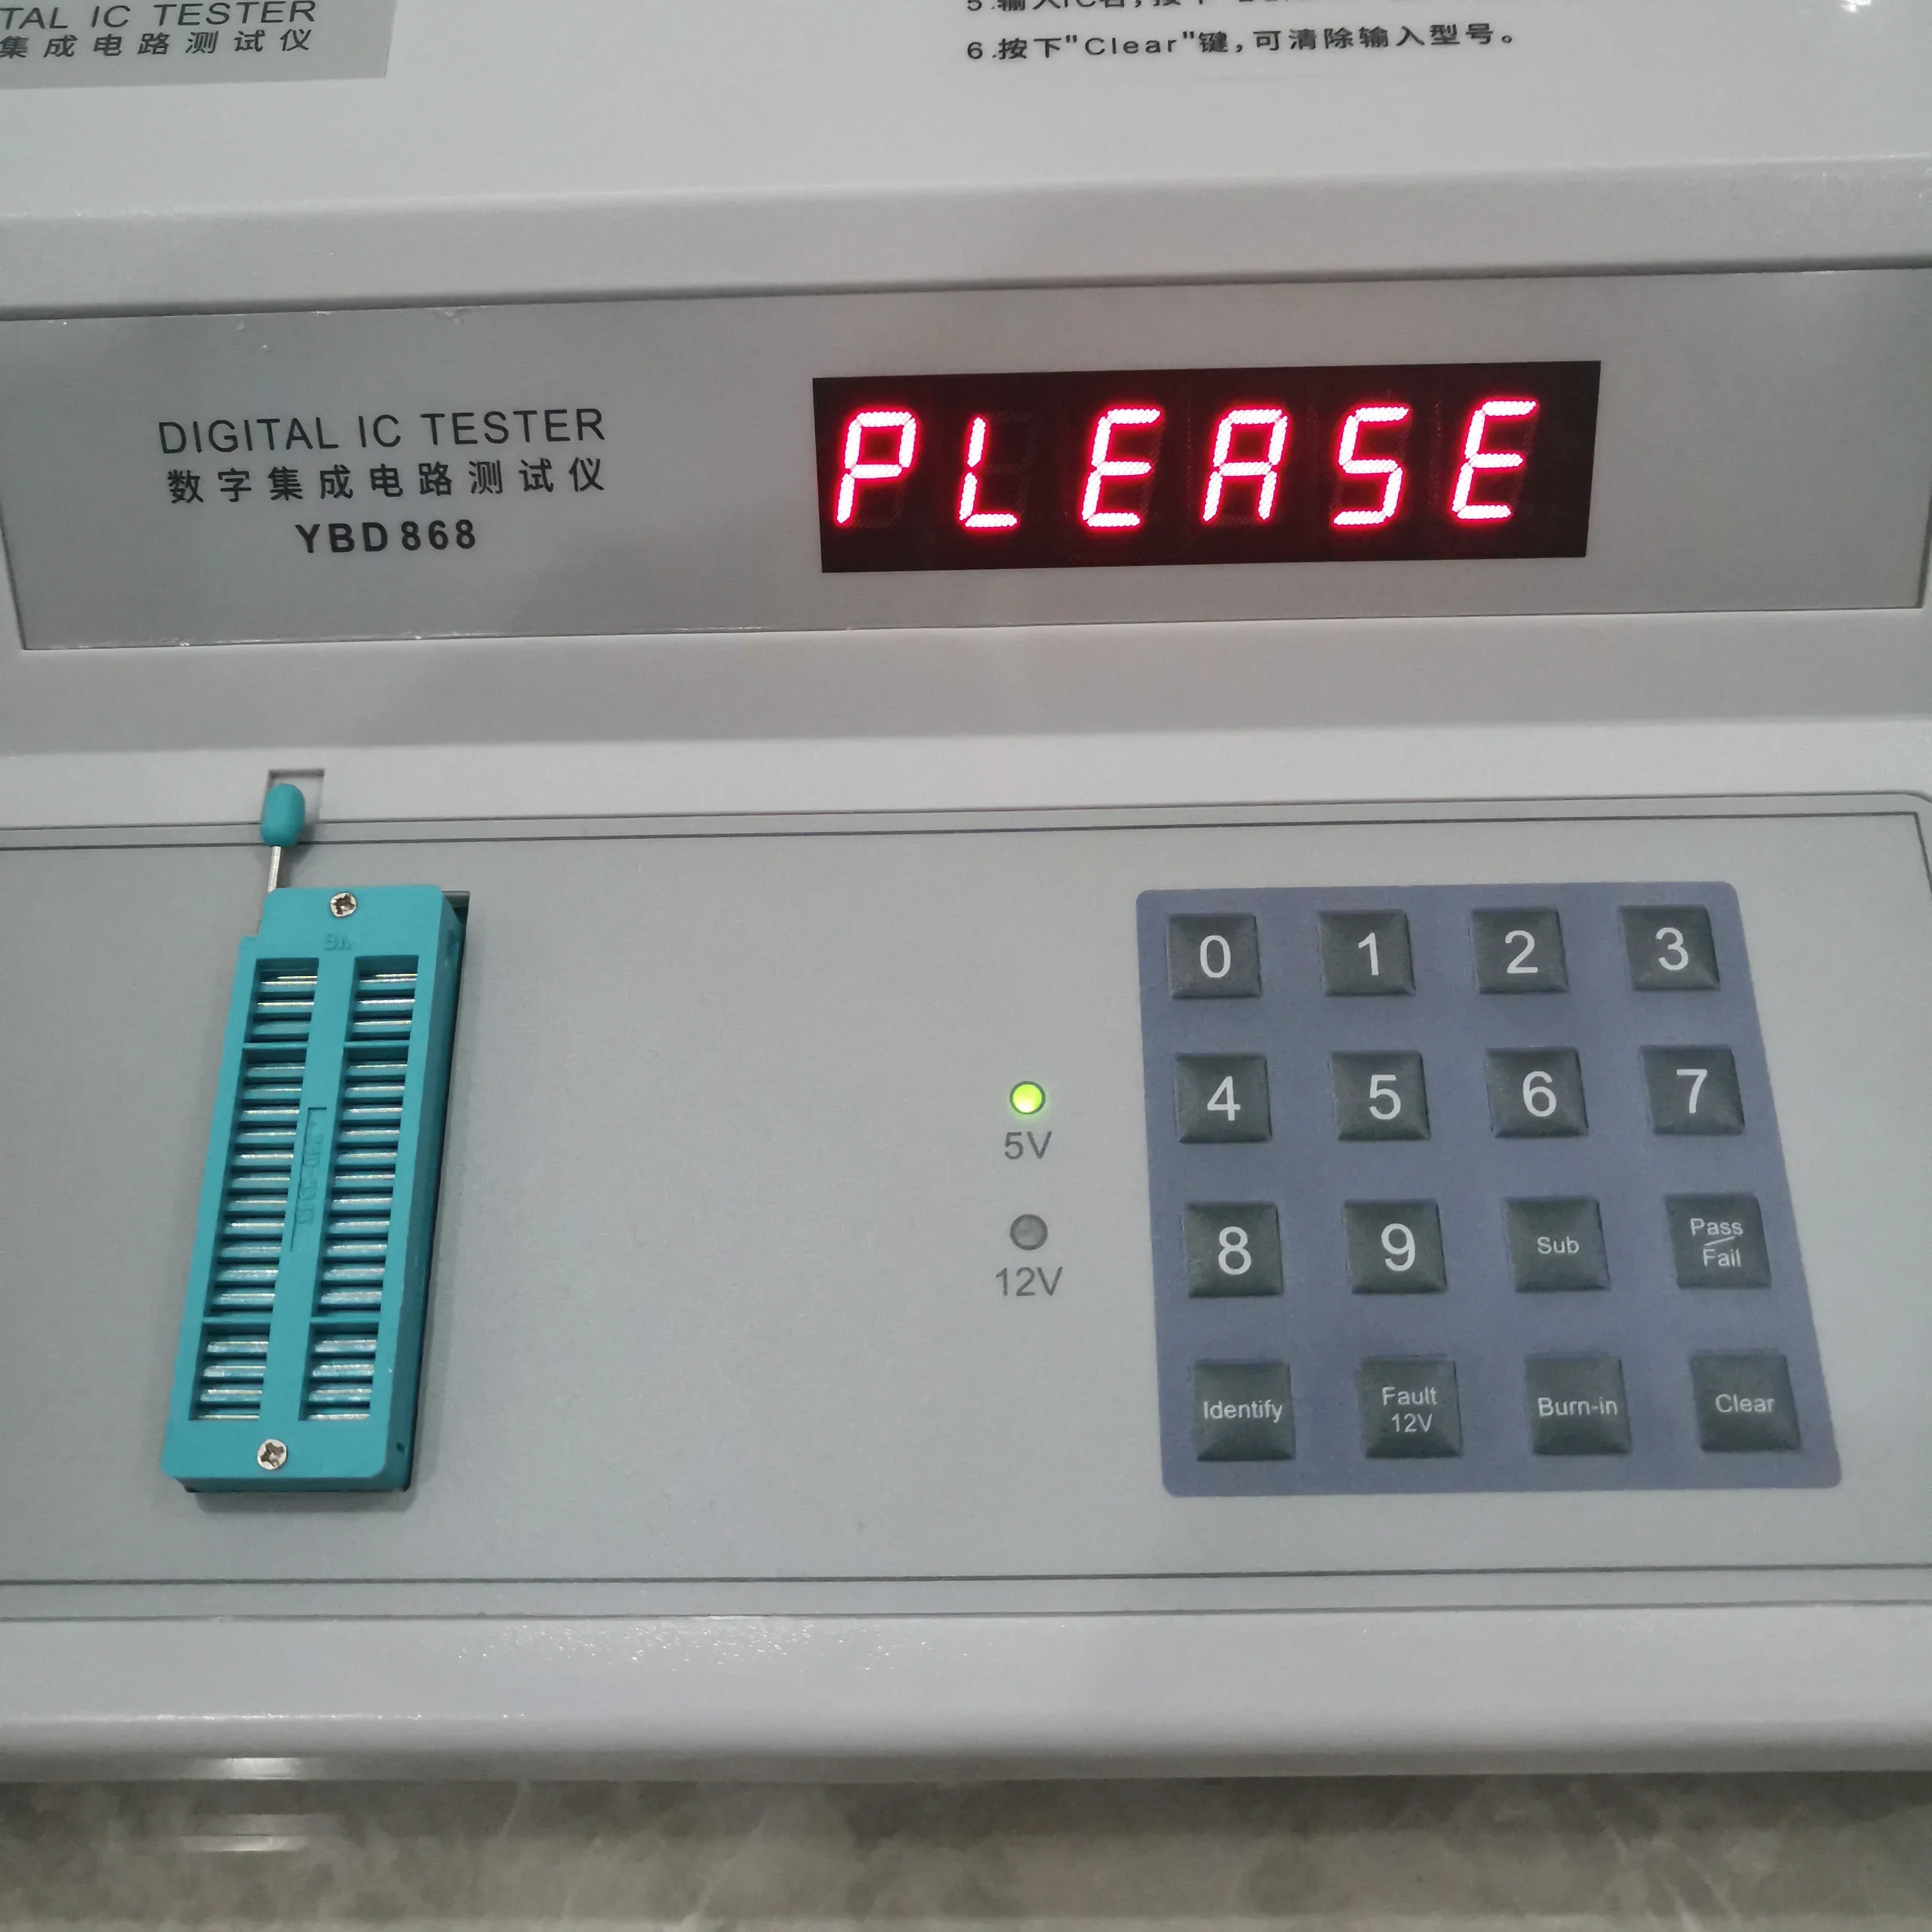 TAL IC TESTER
集成电路测试仪
6.按下"Clear"键,可清除输入型号。
DIGITAL IC TESTER
数字集成电路测试仪
YBD868
PLEASE
0 1 2 3
5V
4 5 6 7
12V
8 9 Sub Pass/Fail
Identify Fault 12V Burn-in Clear